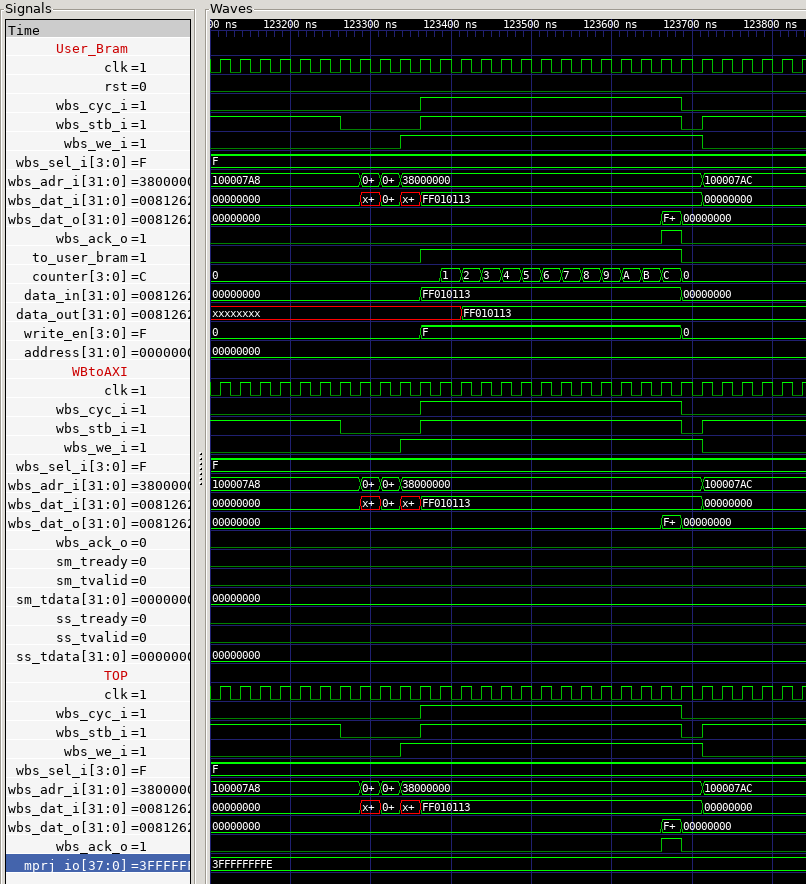 Signals Waves
Time 00 ns 123200 ns 123300 ns 123400 ns 123500 ns 123600 ns 123700 ns 123800 ns
User_Bram
clk=1
rst=0
wbs_cyc_i=1
wbs_stb_i=1
wbs_we_i=1
wbs_sel_i[3:0]=F F
wbs_adr_i[31:0]=3800000 100007A8 0+ 0+ 38000000 100007AC
wbs_dat_i[31:0]=0081262 00000000 x+ 0+ x+ FF010113 00000000
wbs_dat_o[31:0]=0081262 00000000 F+ 00000000
wbs_ack_o=1
to_user_bram=1
counter[3:0]=C 0 1 2 3 4 5 6 7 8 9 A B C 0
data_in[31:0]=0081262 00000000 FF010113 00000000
data_out[31:0]=0081262 xxxxxxxx FF010113
write_en[3:0]=F 0 F 0
address[31:0]=0000000 00000000
WBtoAXI
clk=1
wbs_cyc_i=1
wbs_stb_i=1
wbs_we_i=1
wbs_sel_i[3:0]=F F
wbs_adr_i[31:0]=3800000 100007A8 0+ 0+ 38000000 100007AC
wbs_dat_i[31:0]=0081262 00000000 x+ 0+ x+ FF010113 00000000
wbs_dat_o[31:0]=0081262 00000000 F+ 00000000
wbs_ack_o=0
sm_tready=0
sm_tvalid=0
sm_tdata[31:0]=0000000 00000000
ss_tready=0
ss_tvalid=0
ss_tdata[31:0]=0000000 00000000
TOP
clk=1
wbs_cyc_i=1
wbs_stb_i=1
wbs_we_i=1
wbs_sel_i[3:0]=F F
wbs_adr_i[31:0]=3800000 100007A8 0+ 0+ 38000000 100007AC
wbs_dat_i[31:0]=0081262 00000000 x+ 0+ x+ FF010113 00000000
wbs_dat_o[31:0]=0081262 00000000 F+ 00000000
wbs_ack_o=1
mprj_io[37:0]=3FFFFFF 3FFFFFFFFE